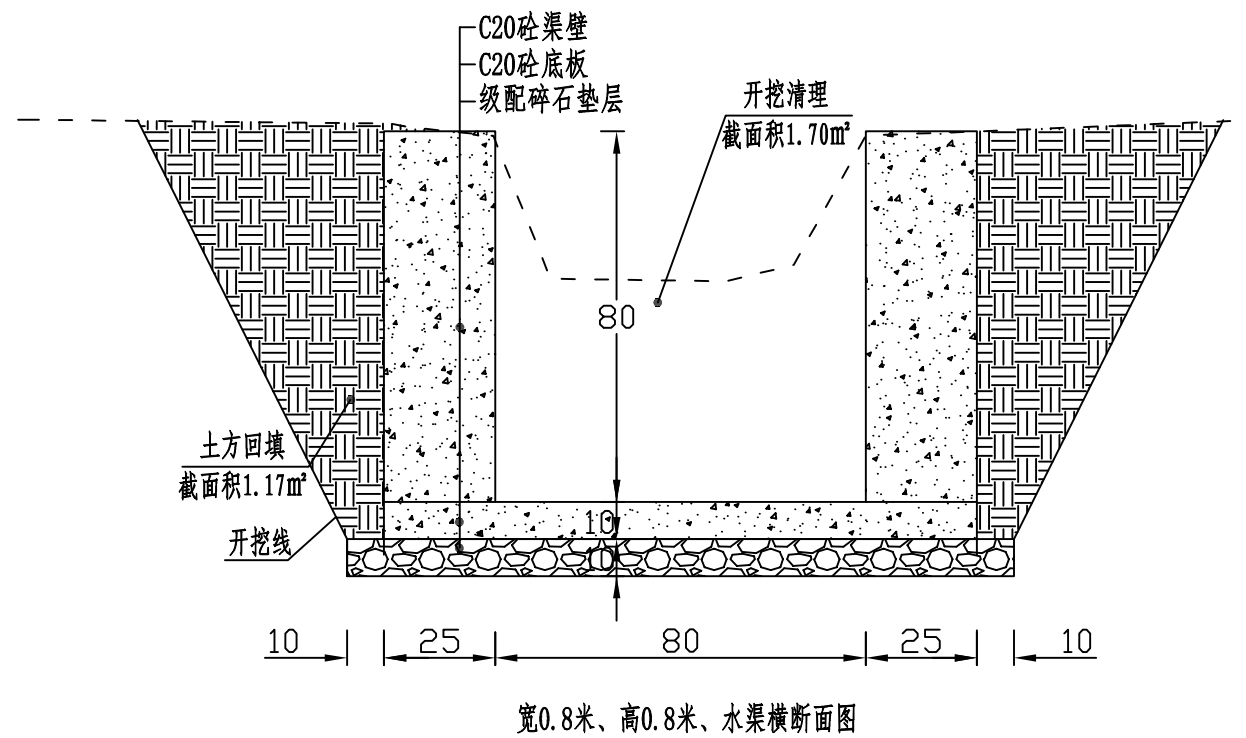 C20砼渠壁
C20砼底板
级配碎石垫层
开挖清理
截面积1.70m²
80
土方回填
截面积1.17m²
开挖线
10
10
10
25
80
25
10
宽0.8米、高0.8米、水渠横断面图